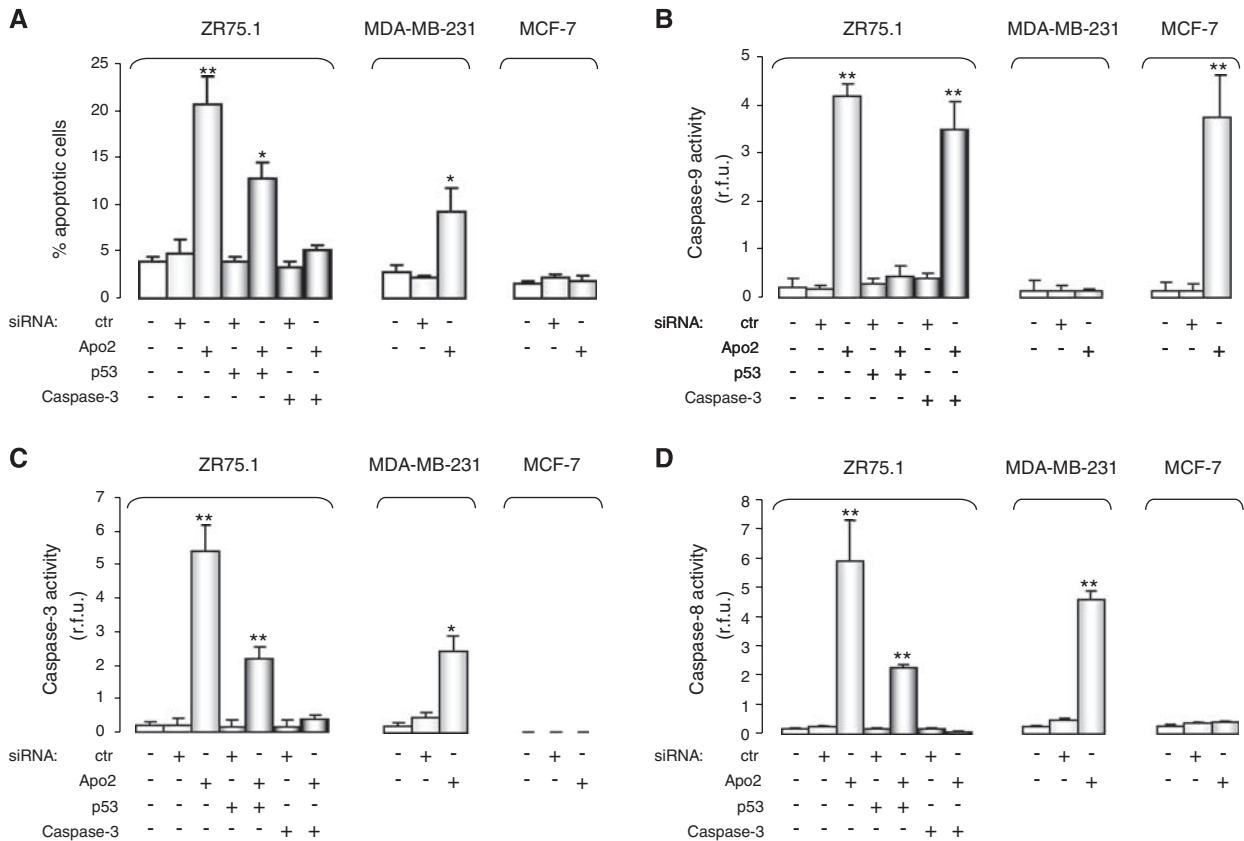 A
ZR75.1 MDA-MB-231 MCF-7
% apoptotic cells
25
20
15
10
5
0
** * *
siRNA: ctr - + - + - + - - + - - + -
Apo2 - - + - + - + - - + - - +
p53 - - - + + - -
Caspase-3 - - - - - + +
B
ZR75.1 MDA-MB-231 MCF-7
Caspase-9 activity
(r.f.u.)
5
4
3
2
1
0
** ** **
siRNA: ctr - + - + - + - - + - - + -
Apo2 - - + - + - + - - + - - +
p53 - - - + + - -
Caspase-3 - - - - - + +
C
ZR75.1 MDA-MB-231 MCF-7
Caspase-3 activity
(r.f.u.)
7
6
5
4
3
2
1
0
** ** *
siRNA: ctr - + - + - + - - + - - + -
Apo2 - - + - + - + - - + - - +
p53 - - - + + - -
Caspase-3 - - - - - + +
D
ZR75.1 MDA-MB-231 MCF-7
Caspase-8 activity
(r.f.u.)
8
7
6
5
4
3
2
1
0
** ** **
siRNA: ctr - + - + - + - - + - - + -
Apo2 - - + - + - + - - + - - +
p53 - - - + + - -
Caspase-3 - - - - - + +